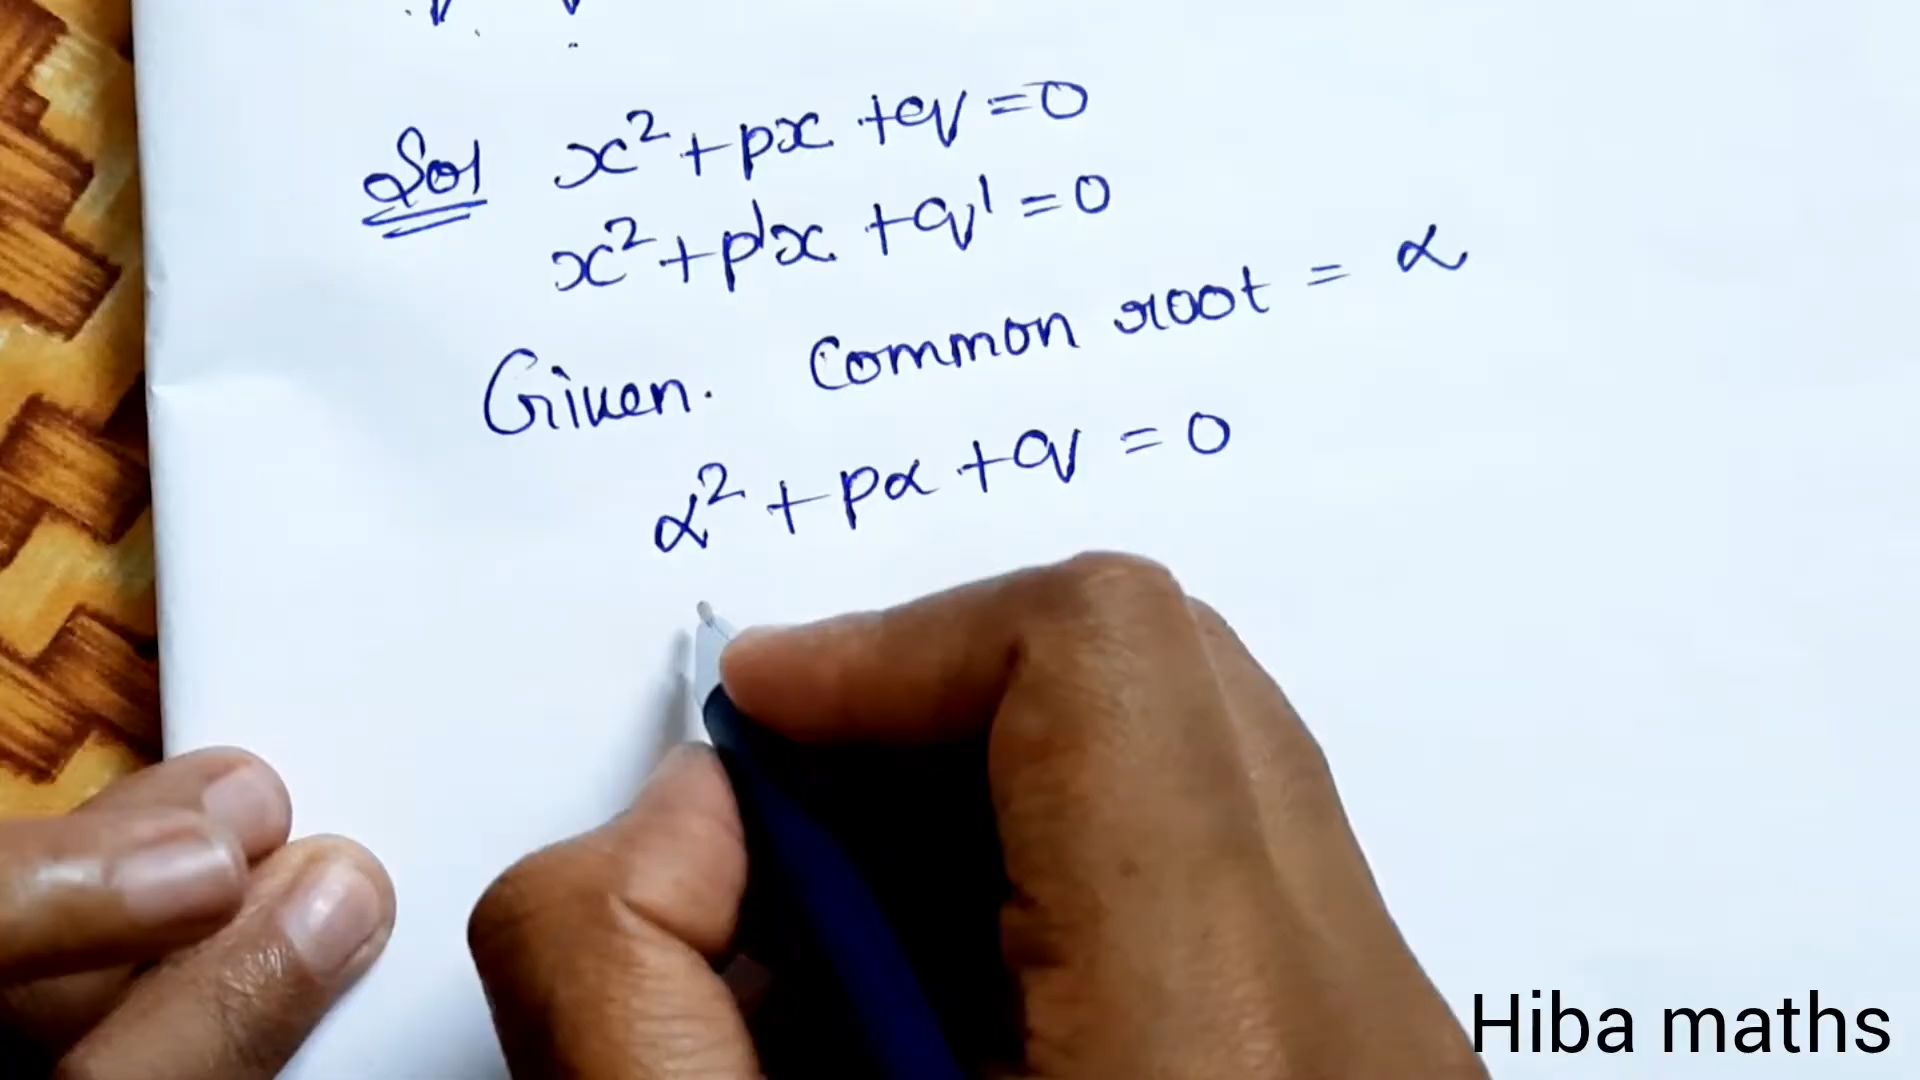 Sol x² + px + q = 0
x² + p'x + q' = 0
Given. Common root = α
α² + pα + q = 0
Hiba maths